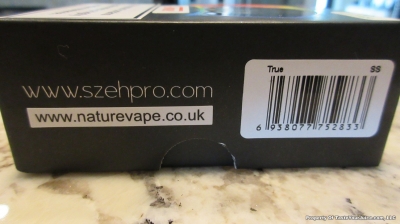 www.szehpro.com
www.naturevape.co.uk
True SS
6 938077 752833